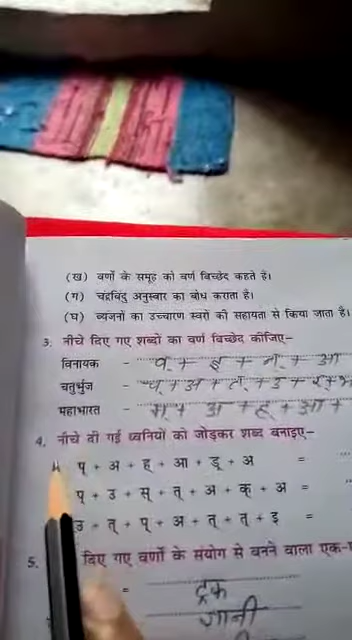 (ख) वर्णों के समूह को वर्ण विच्छेद कहते हैं।
(ग) चंद्रबिंदु अनुस्वार का बोध कराता है।
(घ) व्यंजनों का उच्चारण स्वरों की सहायता से किया जाता है।
3. नीचे दिए गए शब्दों का वर्ण विच्छेद कीजिए–
विनायक – व् + इ + न् + आ
चतुर्भुज – च् + अ + त् + उ + र् +
महाभारत – म् + अ + ह् + आ +
4. नीचे दी गई ध्वनियों को जोड़कर शब्द बनाइए–
प् + अ + ह् + आ + ड़् + अ =
प् + उ + स् + त् + अ + क् + अ =
उ + त् + प् + अ + त् + त् + इ =
5. दिए गए वर्णों के संयोग से बनने वाला
= ट्रक